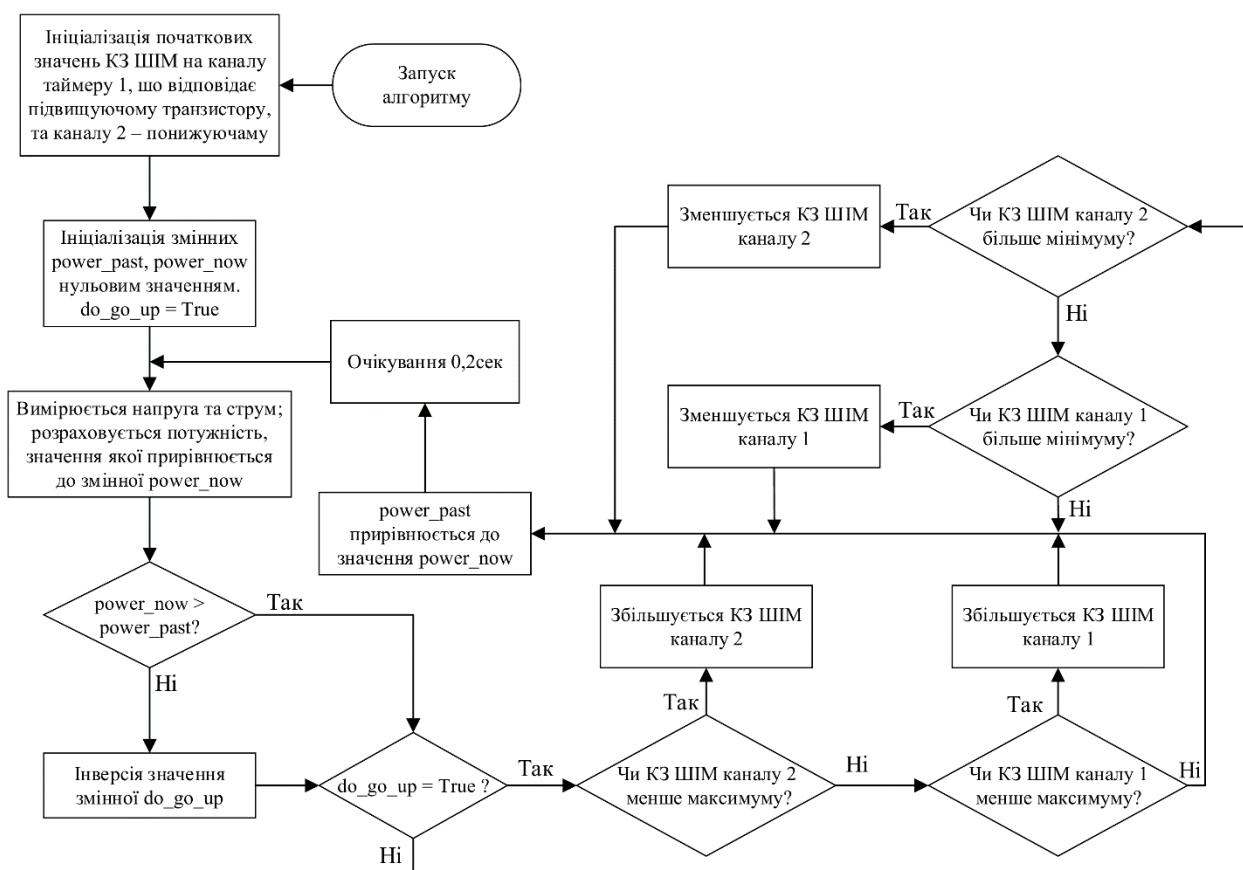 Ініціалізація початкових
значень КЗ ШІМ на каналу
таймеру 1, що відповідає
підвищуючому транзистору,
та каналу 2 – понижуючаму
Запуск
алгоритму
Ініціалізація змінних
power_past, power_now
нульовим значенням.
do_go_up = True
Очікування 0,2сек
Вимірюється напруга та струм;
розраховується потужність,
значення якої прирівнюється
до змінної power_now
power_past
прирівнюється до
значення power_now
power_now >
power_past?
Так
Ні
Інверсія значення
змінної do_go_up
do_go_up = True ?
Так
Ні
Чи КЗ ШІМ каналу 2
менше максимуму?
Так
Ні
Збільшується КЗ ШІМ
каналу 2
Чи КЗ ШІМ каналу 1
менше максимуму?
Так
Ні
Збільшується КЗ ШІМ
каналу 1
Чи КЗ ШІМ каналу 2
більше мінімуму?
Так
Ні
Зменшується КЗ ШІМ
каналу 2
Чи КЗ ШІМ каналу 1
більше мінімуму?
Так
Ні
Зменшується КЗ ШІМ
каналу 1